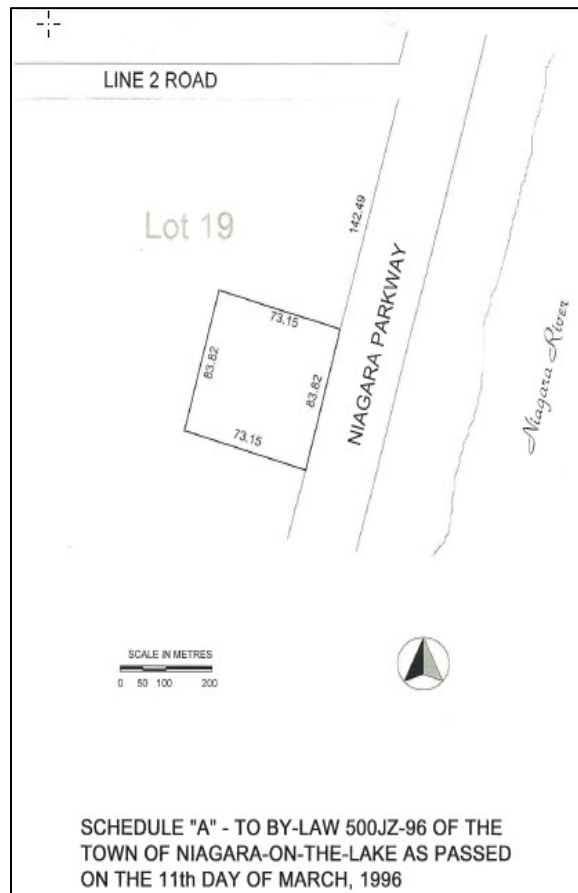 LINE 2 ROAD
142.49
Lot 19
NIAGARA PARKWAY
Niagara River
73.15
83.82
83.82
73.15
SCALE IN METRES
0 50 100 200
SCHEDULE "A" - TO BY-LAW 500JZ-96 OF THE
TOWN OF NIAGARA-ON-THE-LAKE AS PASSED
ON THE 11th DAY OF MARCH, 1996